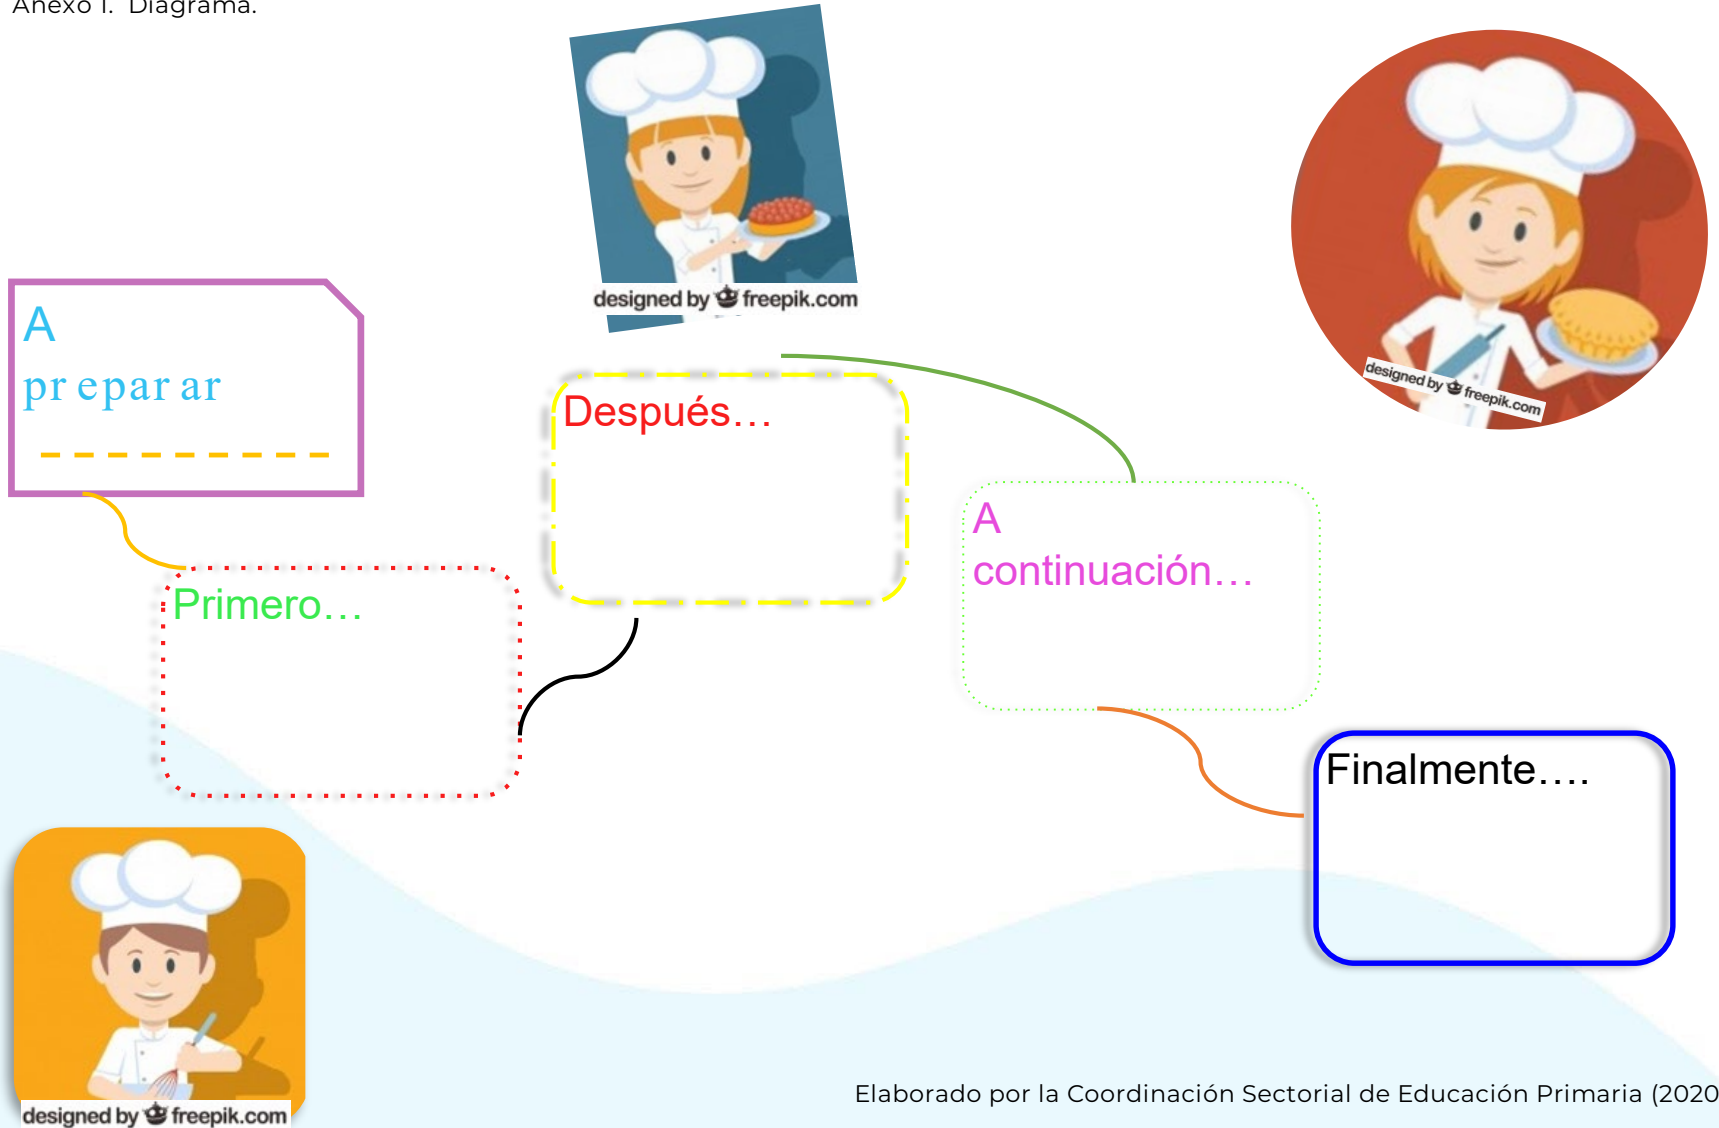 Anexo 1. Diagrama.
designed by freepik.com
designed by freepik.com
A
preparar
Después…
A
continuación…
Primero…
Finalmente….
designed by freepik.com
Elaborado por la Coordinación Sectorial de Educación Primaria (2020